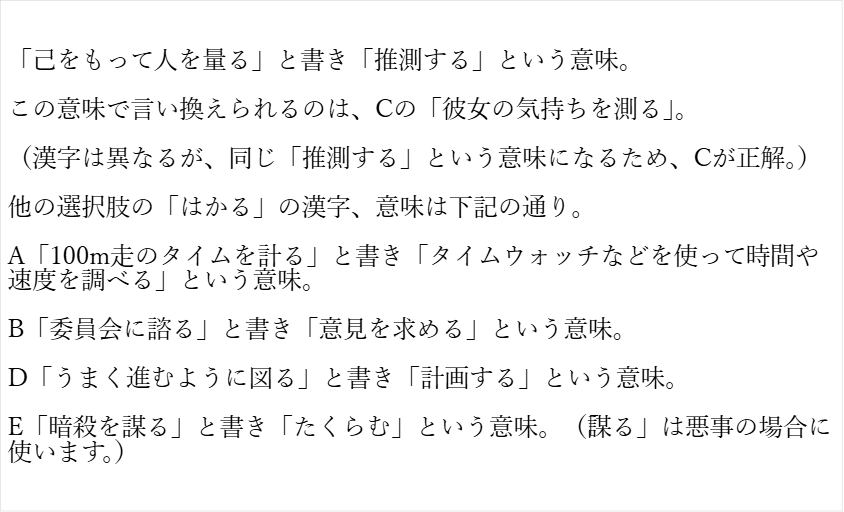 「己をもって人を量る」と書き「推測する」という意味。
この意味で言い換えられるのは、Cの「彼女の気持ちを測る」。
（漢字は異なるが、同じ「推測する」という意味になるため、Cが正解。）
他の選択肢の「はかる」の漢字、意味は下記の通り。
A「100m走のタイムを計る」と書き「タイムウォッチなどを使って時間や
速度を調べる」という意味。
B「委員会に諮る」と書き「意見を求める」という意味。
D「うまく進むように図る」と書き「計画する」という意味。
E「暗殺を謀る」と書き「たくらむ」という意味。（「謀る」は悪事の場合に
使います。）